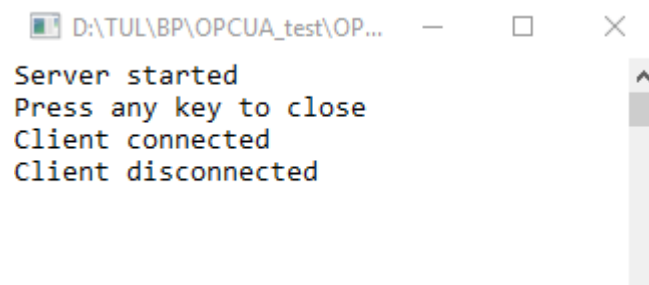 D:\TUL\BP\OPCUA_test\OP...
Server started
Press any key to close
Client connected
Client disconnected